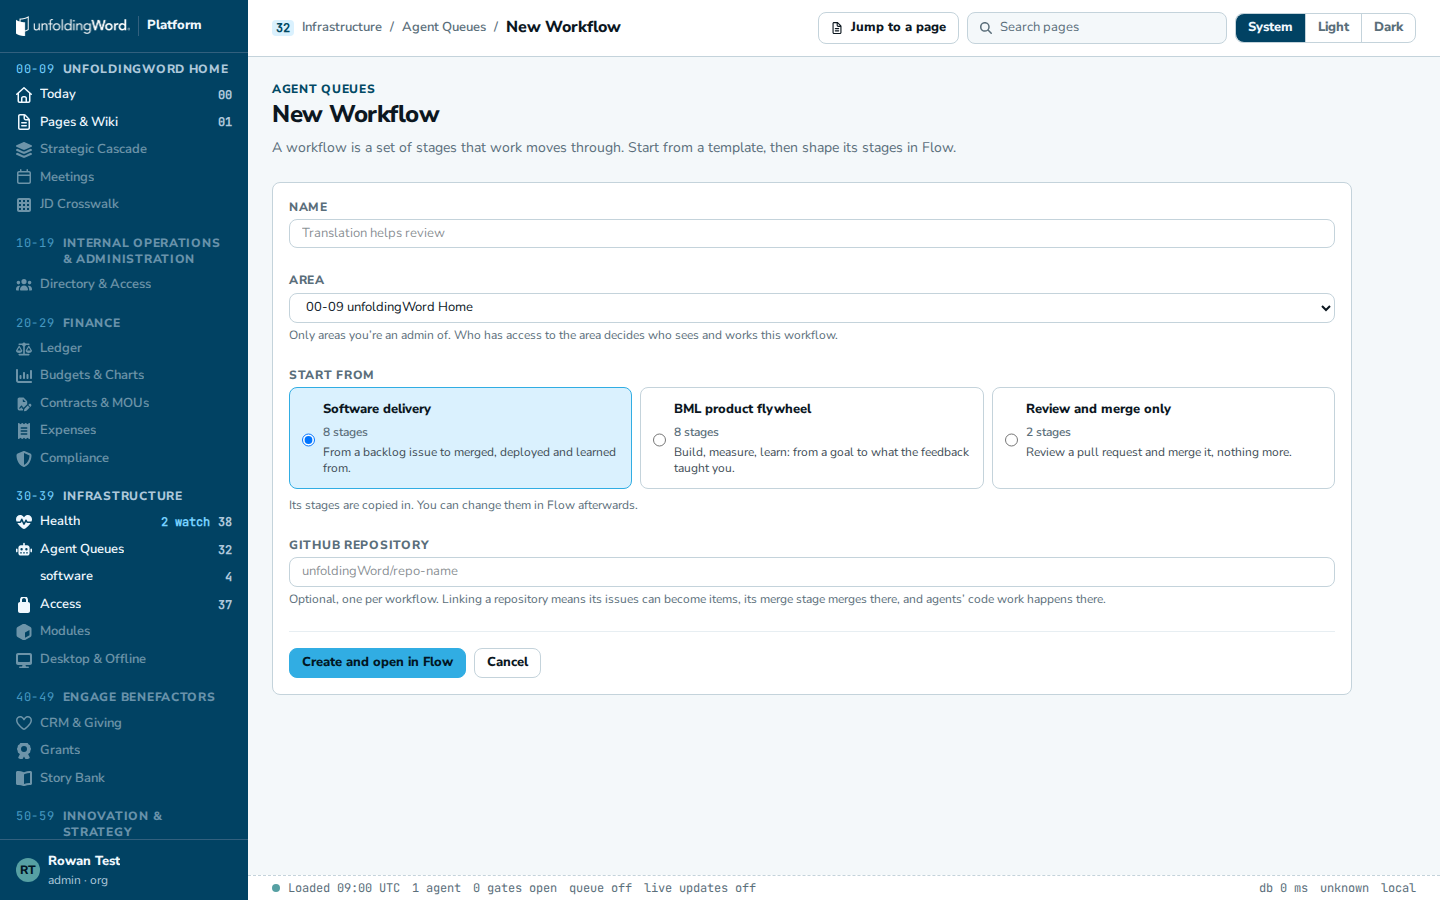 unfoldingWord Platform
00-09 UNFOLDINGWORD HOME
Today 00
Pages & Wiki 01
Strategic Cascade
Meetings
JD Crosswalk
10-19 INTERNAL OPERATIONS
& ADMINISTRATION
Directory & Access
20-29 FINANCE
Ledger
Budgets & Charts
Contracts & MOUs
Expenses
Compliance
30-39 INFRASTRUCTURE
Health 2 watch 38
Agent Queues 32
software 4
Access 37
Modules
Desktop & Offline
40-49 ENGAGE BENEFACTORS
CRM & Giving
Grants
Story Bank
50-59 INNOVATION &
STRATEGY
RT Rowan Test
admin · org
32 Infrastructure / Agent Queues / New Workflow
Jump to a page
Search pages
System Light Dark
AGENT QUEUES
New Workflow
A workflow is a set of stages that work moves through. Start from a template, then shape its stages in Flow.
NAME
Translation helps review
AREA
00-09 unfoldingWord Home
Only areas you’re an admin of. Who has access to the area decides who sees and works this workflow.
START FROM
Software delivery
8 stages
From a backlog issue to merged, deployed and learned
from.
BML product flywheel
8 stages
Build, measure, learn: from a goal to what the feedback
taught you.
Review and merge only
2 stages
Review a pull request and merge it, nothing more.
Its stages are copied in. You can change them in Flow afterwards.
GITHUB REPOSITORY
unfoldingWord/repo-name
Optional, one per workflow. Linking a repository means its issues can become items, its merge stage merges there, and agents’ code work happens there.
Create and open in Flow
Cancel
Loaded 09:00 UTC 1 agent 0 gates open queue off live updates off
db 0 ms unknown local